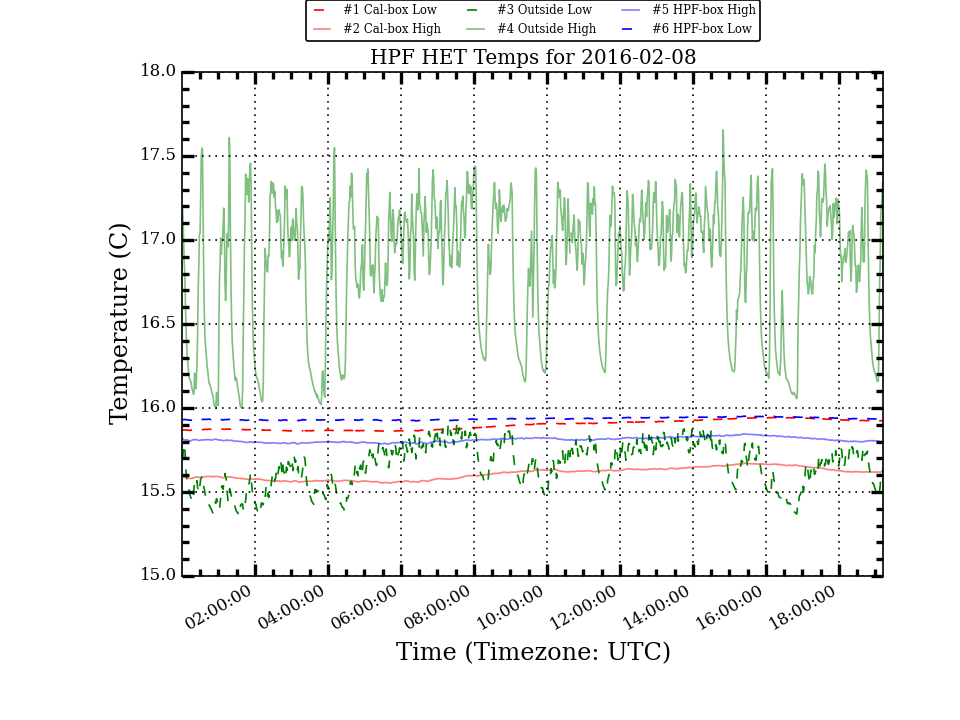 #1 Cal-box Low #3 Outside Low #5 HPF-box High
#2 Cal-box High #4 Outside High #6 HPF-box Low
HPF HET Temps for 2016-02-08
18.0
17.5
17.0
16.5
16.0
15.5
15.0
Temperature (C)
02:00:00 04:00:00 06:00:00 08:00:00 10:00:00 12:00:00 14:00:00 16:00:00 18:00:00
Time (Timezone: UTC)